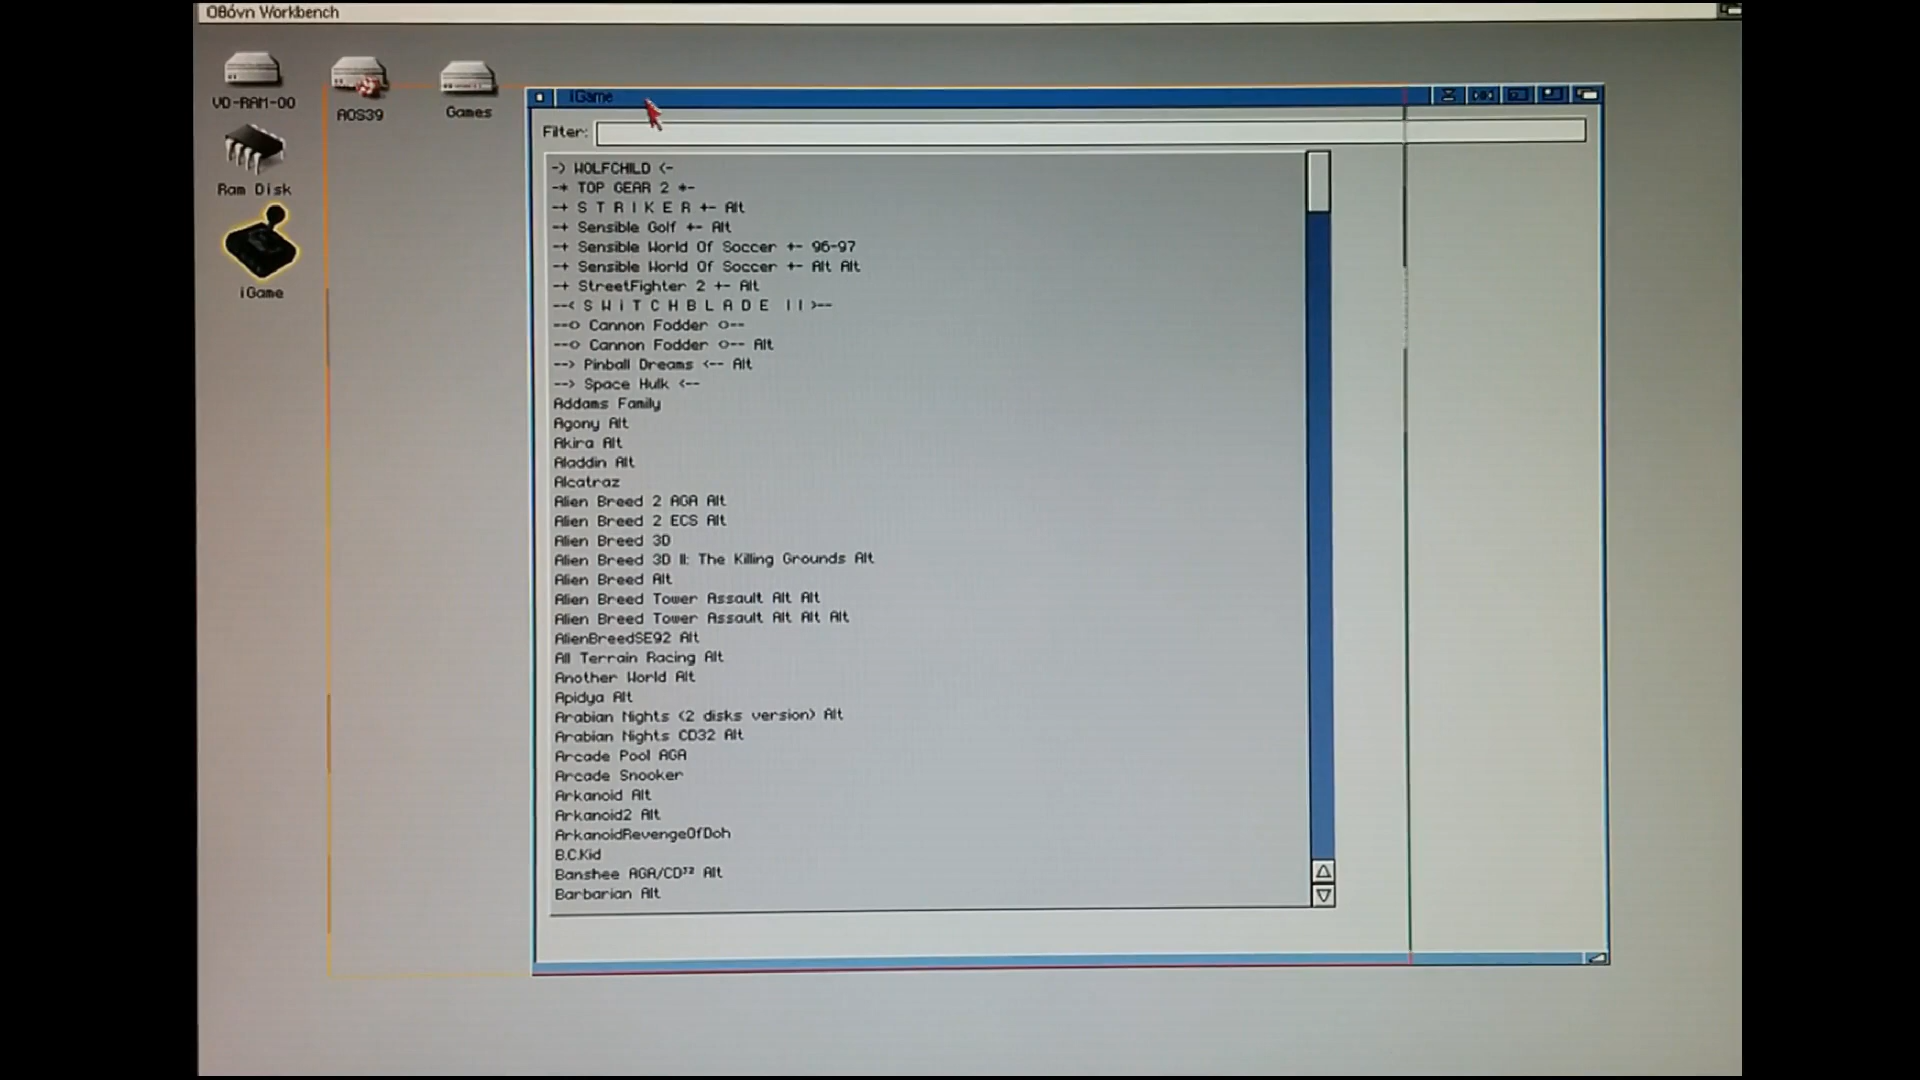 Οθόνη Workbench
VD-RAM-00
AOS39
Games
Ram Disk
iGame
iGame
Filter:
-> WOLFCHILD <-
-+ TOP GEAR 2 +-
-+ S T R I K E R +- Alt
-+ Sensible Golf +- Alt
-+ Sensible World Of Soccer +- 96-97
-+ Sensible World Of Soccer +- Alt Alt
-+ StreetFighter 2 +- Alt
--< S W i T C H B L A D E  I I >--
--o Cannon Fodder o--
--o Cannon Fodder o-- Alt
--> Pinball Dreams <-- Alt
--> Space Hulk <--
Addams Family
Agony Alt
Akira Alt
Aladdin Alt
Alcatraz
Alien Breed 2 AGA Alt
Alien Breed 2 ECS Alt
Alien Breed 3D
Alien Breed 3D II: The Killing Grounds Alt
Alien Breed Alt
Alien Breed Tower Assault Alt Alt
Alien Breed Tower Assault Alt Alt Alt
AlienBreedSE92 Alt
All Terrain Racing Alt
Another World Alt
Apidya Alt
Arabian Nights (2 disks version) Alt
Arabian Nights CD32 Alt
Arcade Pool AGA
Arcade Snooker
Arkanoid Alt
Arkanoid2 Alt
ArkanoidRevengeOfDoh
B.C.Kid
Banshee AGA/CD³² Alt
Barbarian Alt